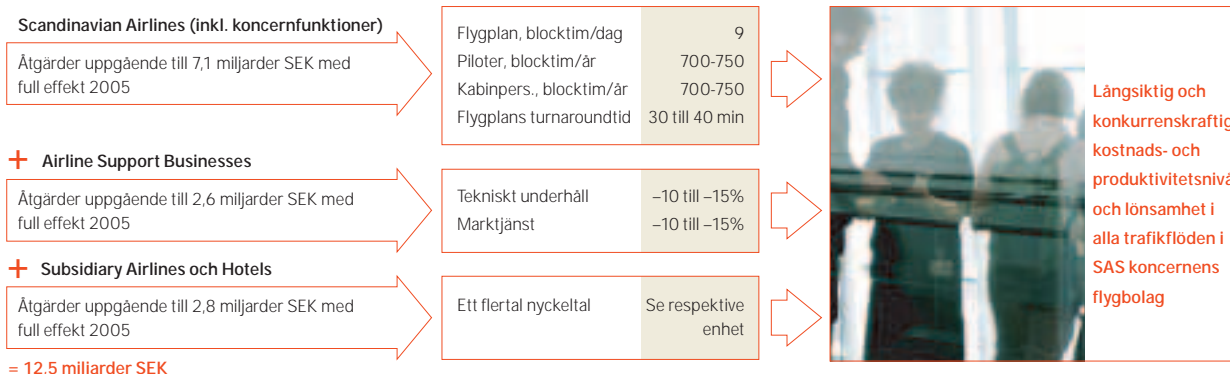 Scandinavian Airlines (inkl. koncernfunktioner)
Åtgärder uppgående till 7,1 miljarder SEK med
full effekt 2005
Flygplan, blocktim/dag 9
Piloter, blocktim/år 700-750
Kabinpers., blocktim/år 700-750
Flygplans turnaroundtid 30 till 40 min
+ Airline Support Businesses
Åtgärder uppgående till 2,6 miljarder SEK med
full effekt 2005
Tekniskt underhåll –10 till –15%
Marktjänst –10 till –15%
+ Subsidiary Airlines och Hotels
Åtgärder uppgående till 2,8 miljarder SEK med
full effekt 2005
Ett flertal nyckeltal Se respektive
enhet
= 12,5 miljarder SEK
Långsiktig och
konkurrenskraftig
kostnads- och
produktivitetsnivå
och lönsamhet i
alla trafikflöden i
SAS koncernens
flygbolag